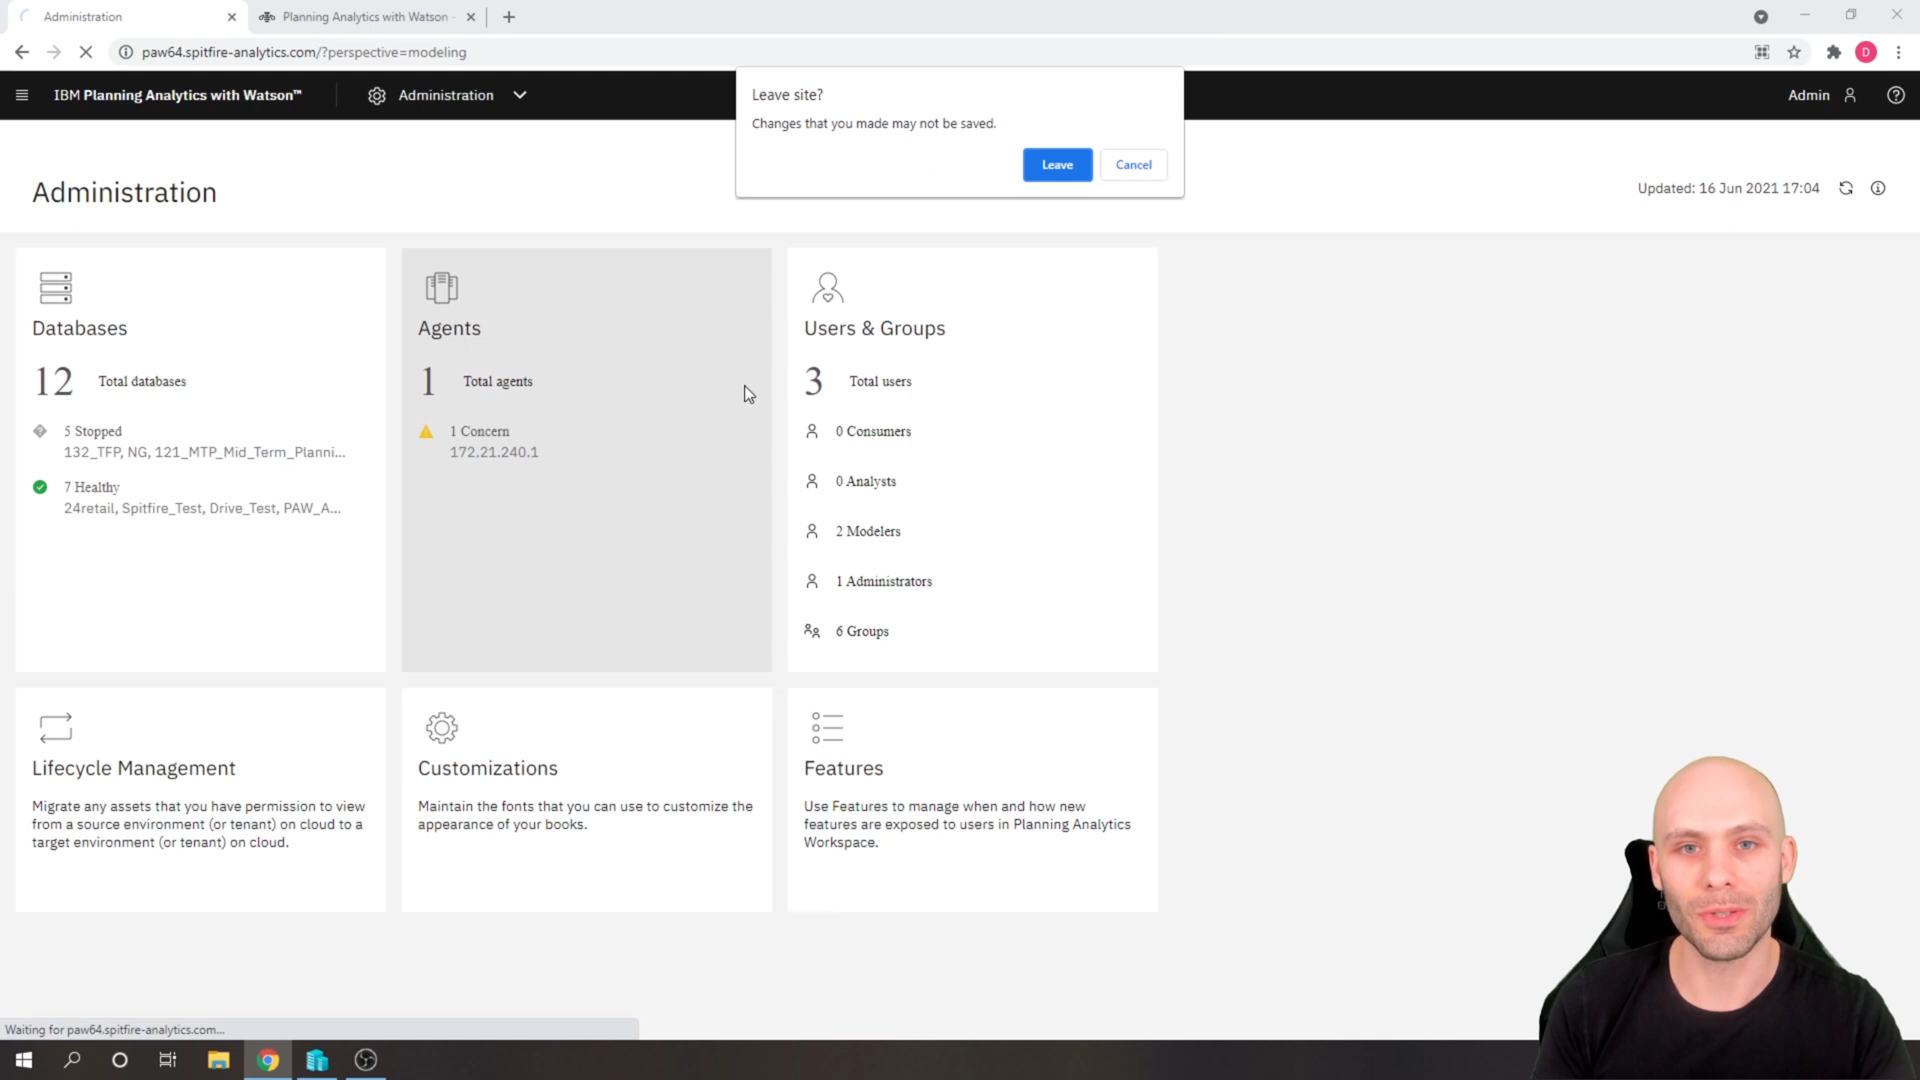 Administration
Planning Analytics with Watson
paw64.spitfire-analytics.com/?perspective=modeling
D
IBM Planning Analytics with Watson™
Administration
Admin
Leave site?
Changes that you made may not be saved.
Leave
Cancel
Administration
Updated: 16 Jun 2021 17:04
Databases
12 Total databases
5 Stopped
132_TFP, NG, 121_MTP_Mid_Term_Planni...
7 Healthy
24retail, Spitfire_Test, Drive_Test, PAW_A...
Agents
1 Total agents
1 Concern
172.21.240.1
Users & Groups
3 Total users
0 Consumers
0 Analysts
2 Modelers
1 Administrators
6 Groups
Lifecycle Management
Migrate any assets that you have permission to view
from a source environment (or tenant) on cloud to a
target environment (or tenant) on cloud.
Customizations
Maintain the fonts that you can use to customize the
appearance of your books.
Features
Use Features to manage when and how new
features are exposed to users in Planning Analytics
Workspace.
Waiting for paw64.spitfire-analytics.com...